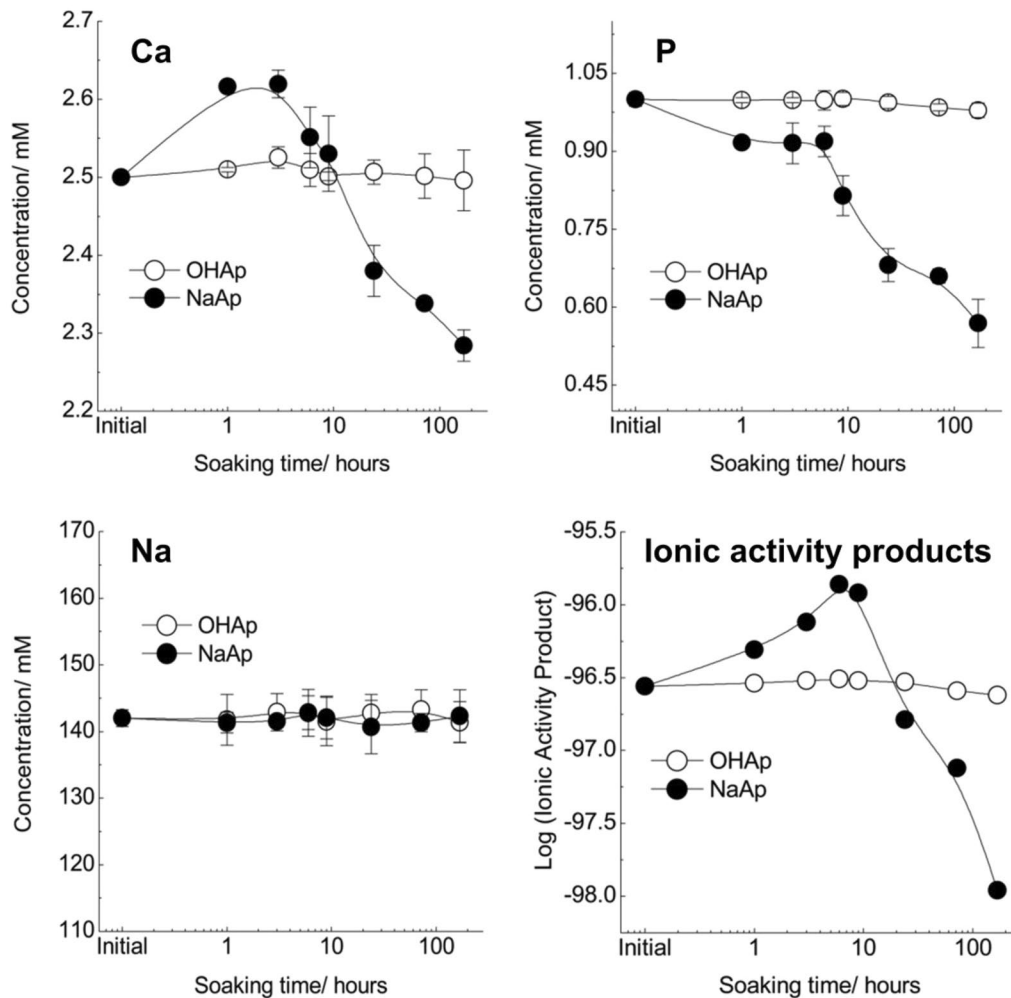 Ca
2.7
2.6
2.5
2.4
2.3
2.2
Concentration/ mM
OHAp
NaAp
Initial 1 10 100
Soaking time/ hours
P
1.05
0.90
0.75
0.60
0.45
Concentration/ mM
OHAp
NaAp
Initial 1 10 100
Soaking time/ hours
Na
170
160
150
140
130
120
110
Concentration/ mM
OHAp
NaAp
Initial 1 10 100
Soaking time/ hours
Ionic activity products
-95.5
-96.0
-96.5
-97.0
-97.5
-98.0
Log (Ionic Activity Product)
OHAp
NaAp
Initial 1 10 100
Soaking time/ hours